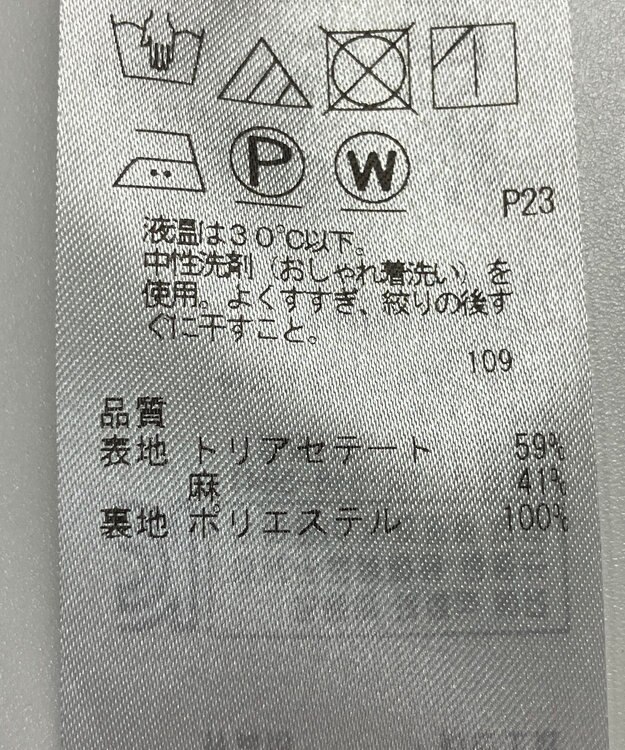 P W
P23
液温は30℃以下。
中性洗剤（おしゃれ着洗い）を
使用。よくすすぎ、絞りの後す
ぐに干すこと。
109
品質
表地 トリアセテート 59%
麻 41%
裏地 ポリエステル 100%